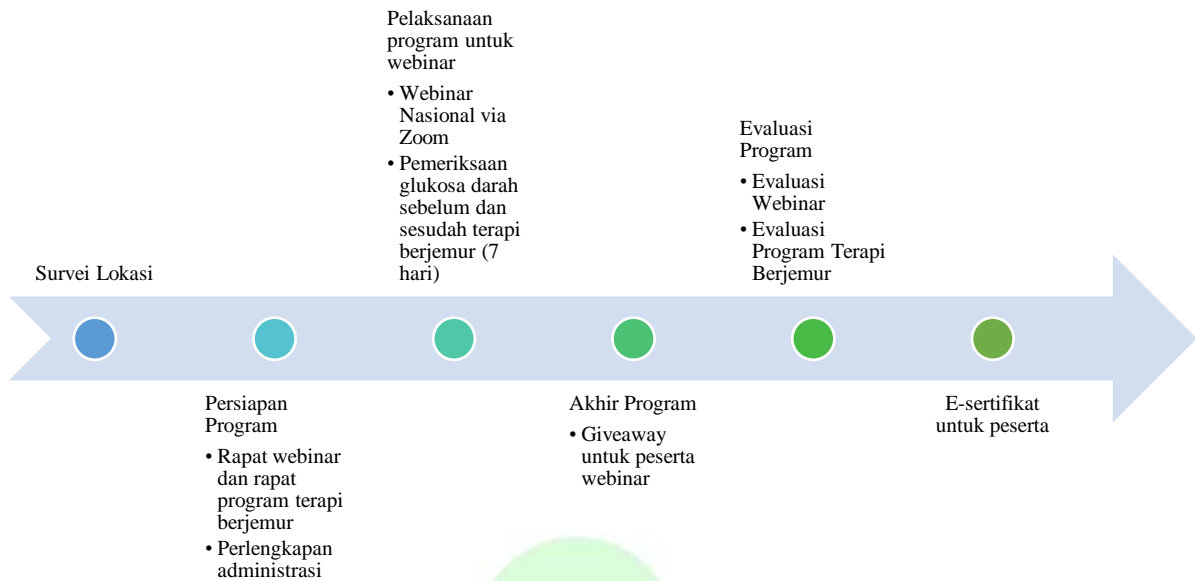 Survei Lokasi
Persiapan
Program
• Rapat webinar
dan rapat
program terapi
berjemur
• Perlengkapan
administrasi
Pelaksanaan
program untuk
webinar
• Webinar
Nasional via
Zoom
• Pemeriksaan
glukosa darah
sebelum dan
sesudah terapi
berjemur (7
hari)
Akhir Program
• Giveaway
untuk peserta
webinar
Evaluasi
Program
• Evaluasi
Webinar
• Evaluasi
Program Terapi
Berjemur
E-sertifikat
untuk peserta